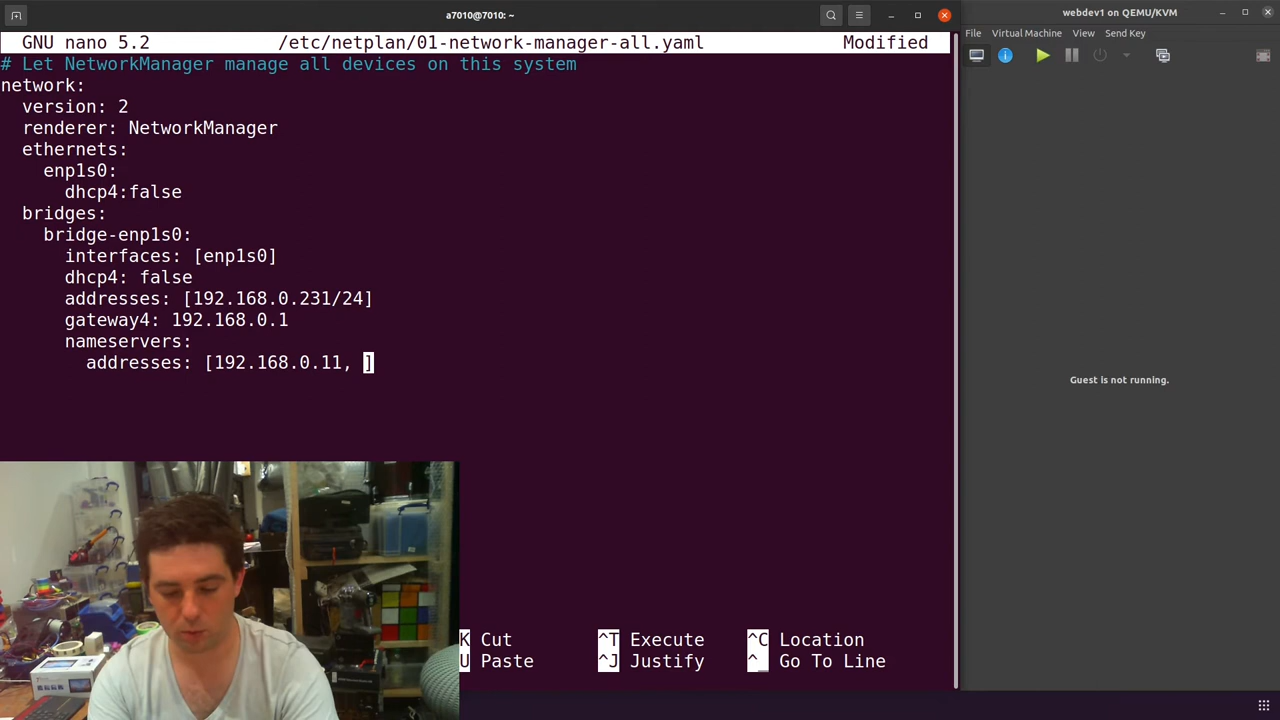 a7010@7010: ~
GNU nano 5.2 /etc/netplan/01-network-manager-all.yaml Modified
# Let NetworkManager manage all devices on this system
network:
  version: 2
  renderer: NetworkManager
  ethernets:
    enp1s0:
      dhcp4:false
  bridges:
    bridge-enp1s0:
      interfaces: [enp1s0]
      dhcp4: false
      addresses: [192.168.0.231/24]
      gateway4: 192.168.0.1
      nameservers:
        addresses: [192.168.0.11, ]
K Cut ^T Execute ^C Location
U Paste ^J Justify ^_ Go To Line
webdev1 on QEMU/KVM
File Virtual Machine View Send Key
Guest is not running.